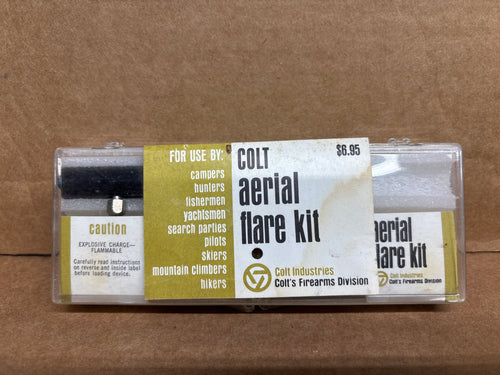 FOR USE BY:
campers
hunters
fishermen
yachtsmen
search parties
pilots
skiers
mountain climbers
hikers
COLT $6.95
aerial
flare kit
Colt Industries
Colt's Firearms Division
caution
EXPLOSIVE CHARGE—
FLAMMABLE
Carefully read instructions
on reverse and inside label
before loading device.
aerial
flare kit
Colt Industries
Colt's Firearms Division